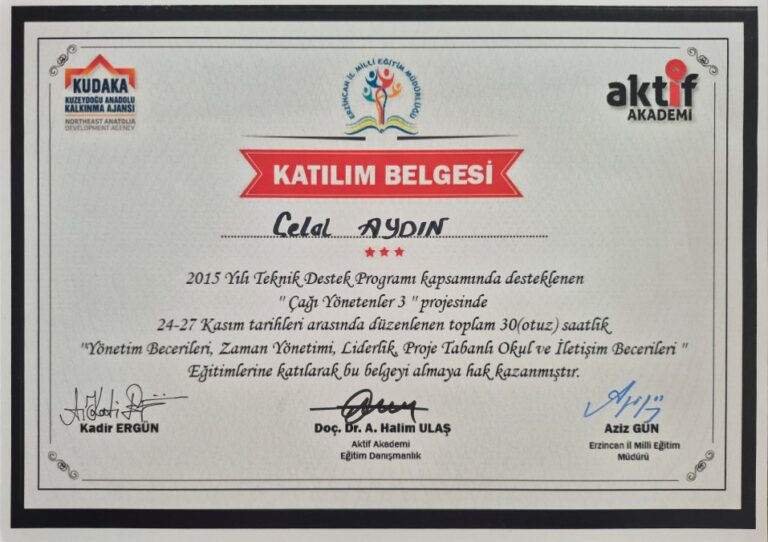 KUDAKA
KUZEYDOĞU ANADOLU
KALKINMA AJANSI
NORTHEAST ANATOLIA
DEVELOPMENT AGENCY
ERZİNCAN İL MİLLİ EĞİTİM MÜDÜRLÜĞÜ
aktif
AKADEMİ
KATILIM BELGESİ
Celal AYDIN
2015 Yılı Teknik Destek Programı kapsamında desteklenen
" Çağı Yönetenler 3 " projesinde
24-27 Kasım tarihleri arasında düzenlenen toplam 30(otuz) saatlik
"Yönetim Becerileri, Zaman Yönetimi, Liderlik, Proje Tabanlı Okul ve İletişim Becerileri "
Eğitimlerine katılarak bu belgeyi almaya hak kazanmıştır.
Kadir ERGÜN
Doç. Dr. A. Halim ULAŞ
Aktif Akademi
Eğitim Danışmanlık
Aziz GÜN
Erzincan İl Milli Eğitim
Müdürü